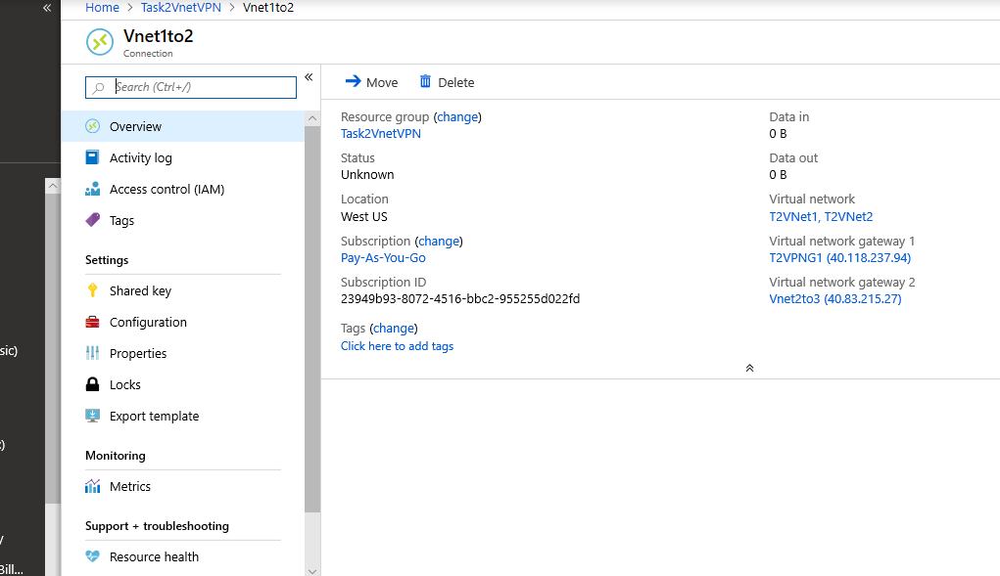 Home > Task2VnetVPN > Vnet1to2
Vnet1to2
Connection
Search (Ctrl+/)
Overview
Activity log
Access control (IAM)
Tags
Settings
Shared key
Configuration
Properties
Locks
Export template
Monitoring
Metrics
Support + troubleshooting
Resource health
Move Delete
Resource group (change)
Task2VnetVPN
Status
Unknown
Location
West US
Subscription (change)
Pay-As-You-Go
Subscription ID
23949b93-8072-4516-bbc2-955255d022fd
Tags (change)
Click here to add tags
Data in
0 B
Data out
0 B
Virtual network
T2VNet1, T2VNet2
Virtual network gateway 1
T2VPNG1 (40.118.237.94)
Virtual network gateway 2
Vnet2to3 (40.83.215.27)
sic)
Bill...